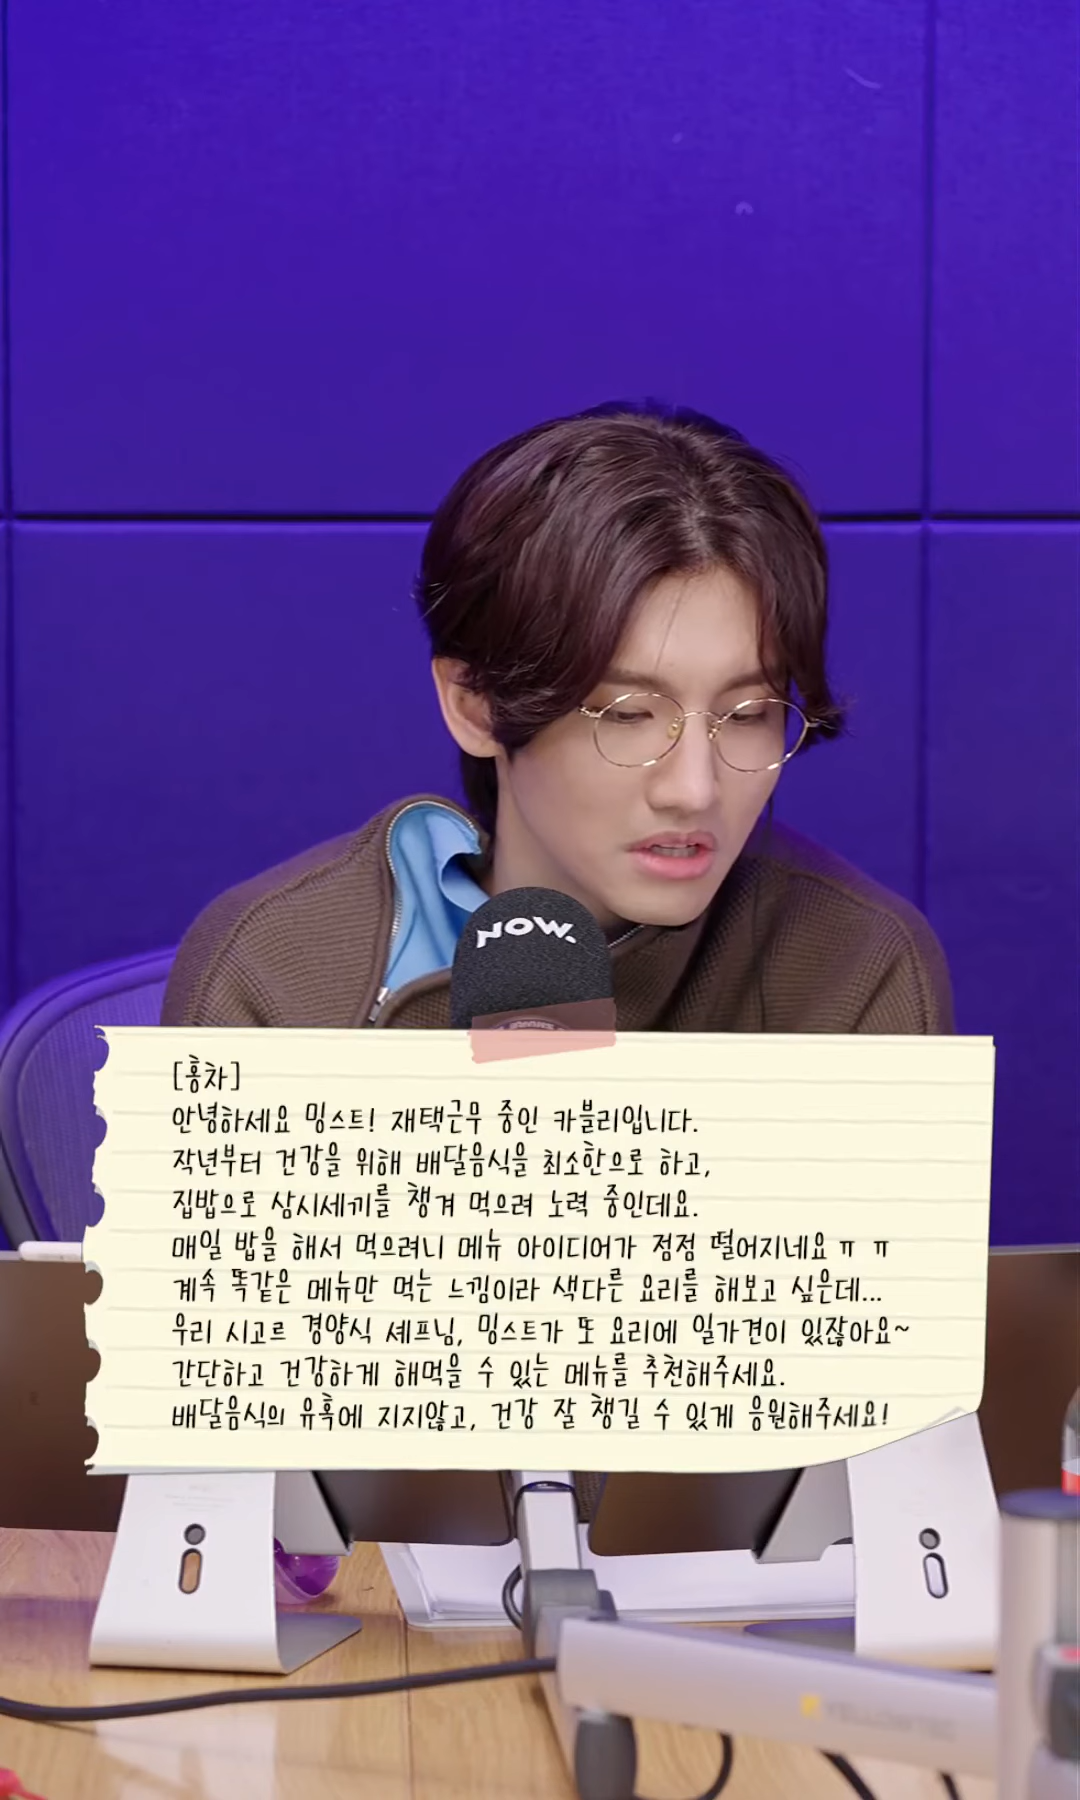 NOW.
[홍차]
안녕하세요 밍스트! 재택근무 중인 카블리입니다.
작년부터 건강을 위해 배달음식을 최소한으로 하고,
집밥으로 삼시세끼를 챙겨 먹으려 노력 중인데요.
매일 밥을 해서 먹으려니 메뉴 아이디어가 점점 떨어지네요 ㅠ ㅠ
계속 똑같은 메뉴만 먹는 느낌이라 색다른 요리를 해보고 싶은데...
우리 시고르 경양식 셰프님, 밍스트가 또 요리에 일가견이 있잖아요~
간단하고 건강하게 해먹을 수 있는 메뉴를 추천해주세요.
배달음식의 유혹에 지지않고, 건강 잘 챙길 수 있게 응원해주세요!
YELLOWTEC